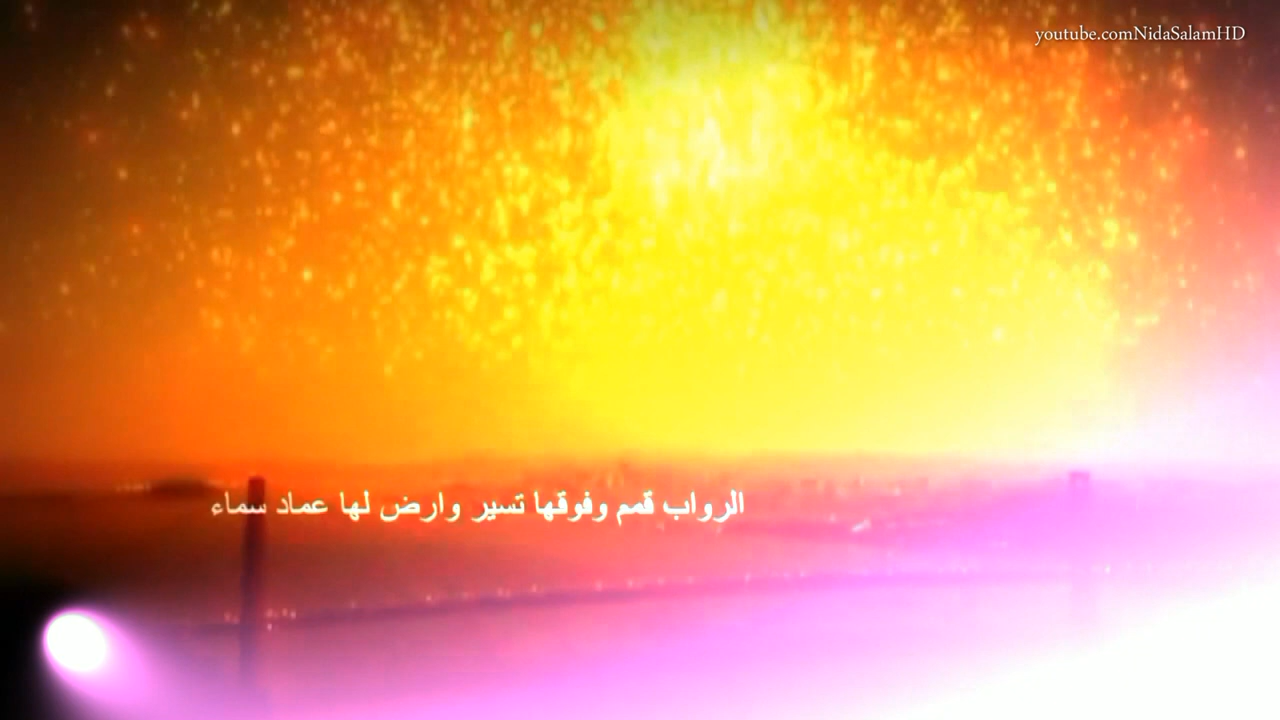 youtube.comNidaSalamHD
الرواب قمم وفوقها تسير وارض لها عماد سماء